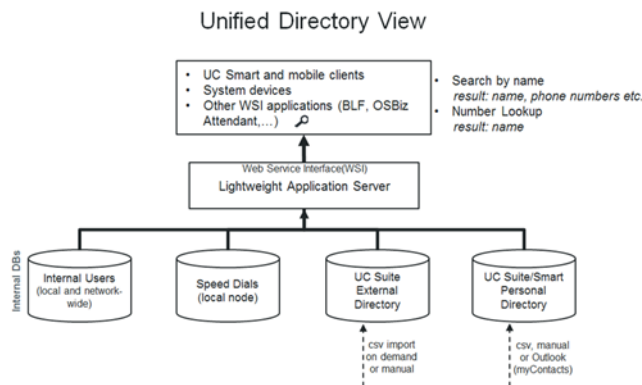 Unified Directory View
• UC Smart and mobile clients
• System devices
• Other WSI applications (BLF, OSBiz
Attendant,…)
• Search by name
result: name, phone numbers etc.
• Number Lookup
result: name
Web Service Interface(WSI)
Lightweight Application Server
Internal DBs
Internal Users
(local and network-
wide)
Speed Dials
(local node)
UC Suite
External
Directory
UC Suite/Smart
Personal
Directory
csv import
on demand
or manual
csv, manual
or Outlook
(myContacts)